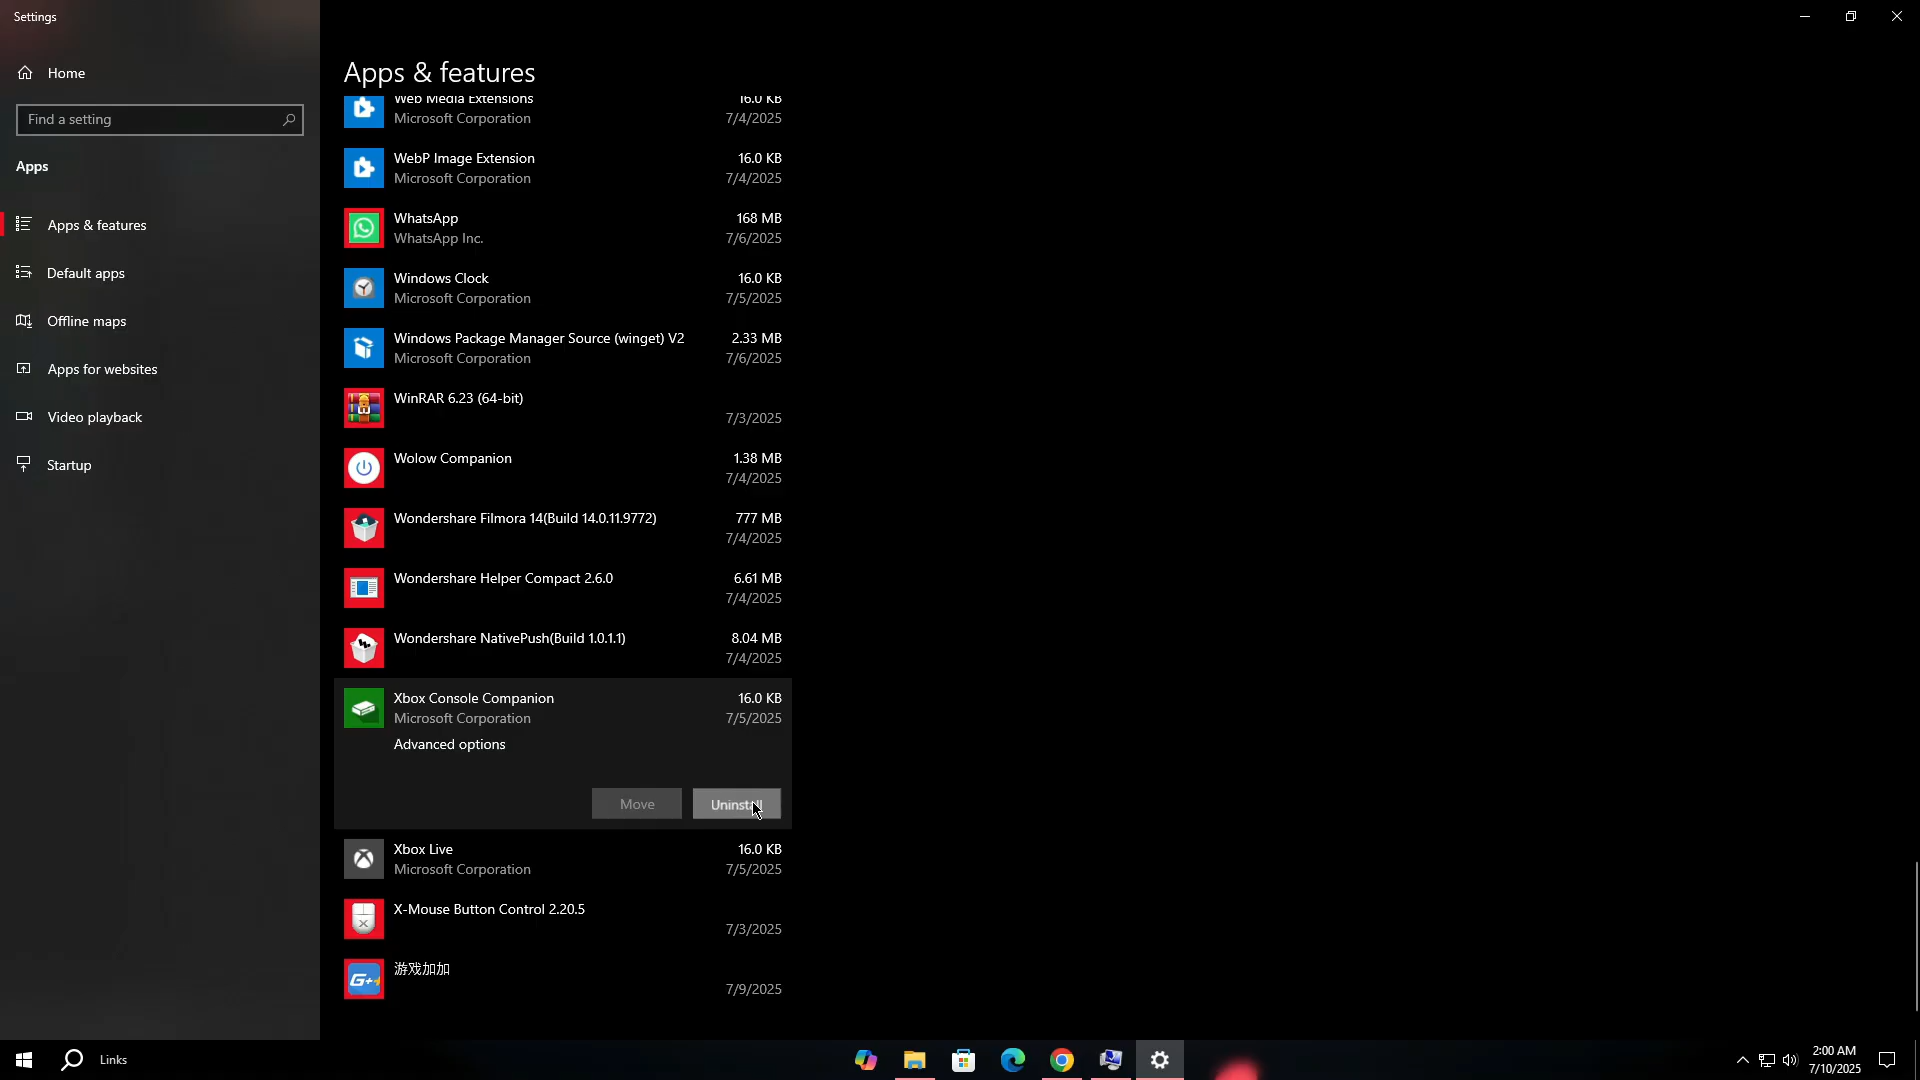 Settings
Home
Find a setting
Apps
Apps & features
Default apps
Offline maps
Apps for websites
Video playback
Startup
Apps & features
Web Media Extensions 16.0 KB
Microsoft Corporation 7/4/2025
WebP Image Extension 16.0 KB
Microsoft Corporation 7/4/2025
WhatsApp 168 MB
WhatsApp Inc. 7/6/2025
Windows Clock 16.0 KB
Microsoft Corporation 7/5/2025
Windows Package Manager Source (winget) V2 2.33 MB
Microsoft Corporation 7/6/2025
WinRAR 6.23 (64-bit)
7/3/2025
Wolow Companion 1.38 MB
7/4/2025
Wondershare Filmora 14(Build 14.0.11.9772) 777 MB
7/4/2025
Wondershare Helper Compact 2.6.0 6.61 MB
7/4/2025
Wondershare NativePush(Build 1.0.1.1) 8.04 MB
7/4/2025
Xbox Console Companion 16.0 KB
Microsoft Corporation 7/5/2025
Advanced options
Move Uninstall
Xbox Live 16.0 KB
Microsoft Corporation 7/5/2025
X-Mouse Button Control 2.20.5
7/3/2025
G+
游戏加加
7/9/2025
Links
2:00 AM
7/10/2025